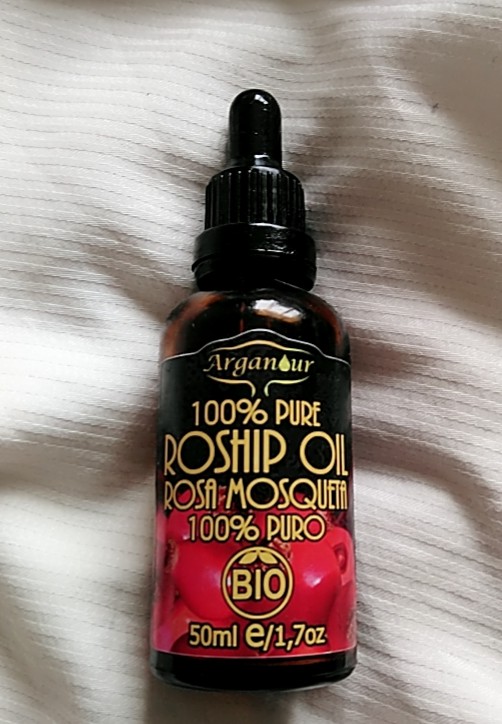 Arganour
100% PURE
ROSHIP OIL
ROSA MOSQUETA
100% PURO
BIO
50ml e/1,7oz